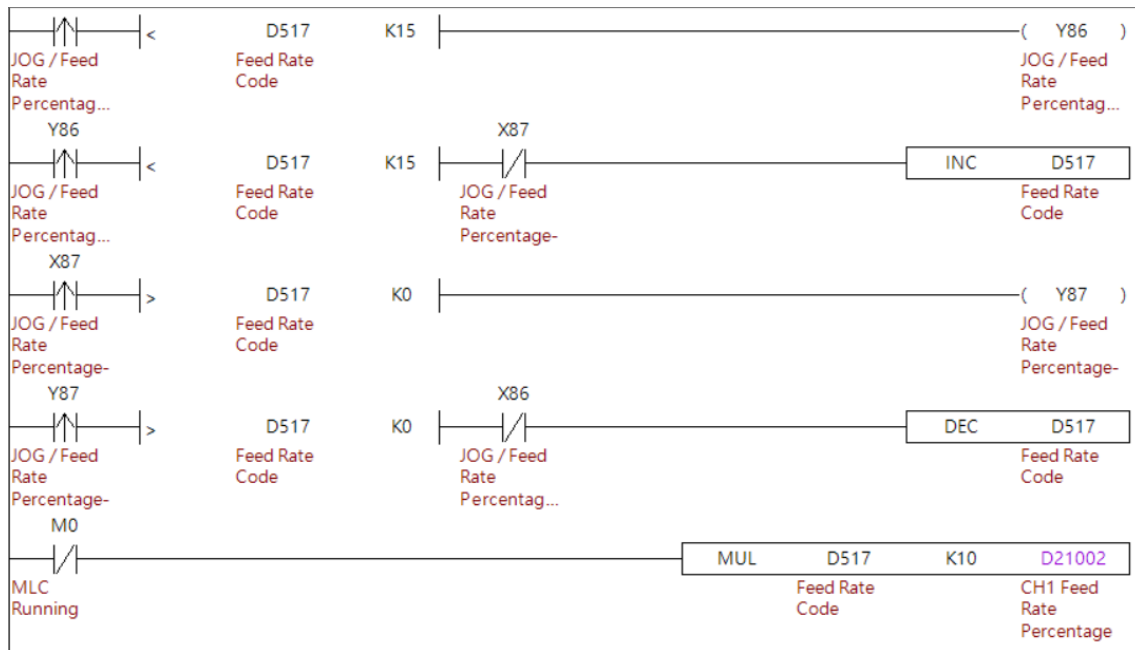 < D517 K15 ( Y86 )
JOG / Feed Rate Percentag... Feed Rate Code JOG / Feed Rate Percentag...
Y86 X87
< D517 K15 INC D517
JOG / Feed Rate Percentag... Feed Rate Code JOG / Feed Rate Percentage- Feed Rate Code
X87
> D517 K0 ( Y87 )
JOG / Feed Rate Percentage- Feed Rate Code JOG / Feed Rate Percentage-
Y87 X86
> D517 K0 DEC D517
JOG / Feed Rate Percentage- Feed Rate Code JOG / Feed Rate Percentag... Feed Rate Code
M0
MUL D517 K10 D21002
MLC Running Feed Rate Code CH1 Feed Rate Percentage